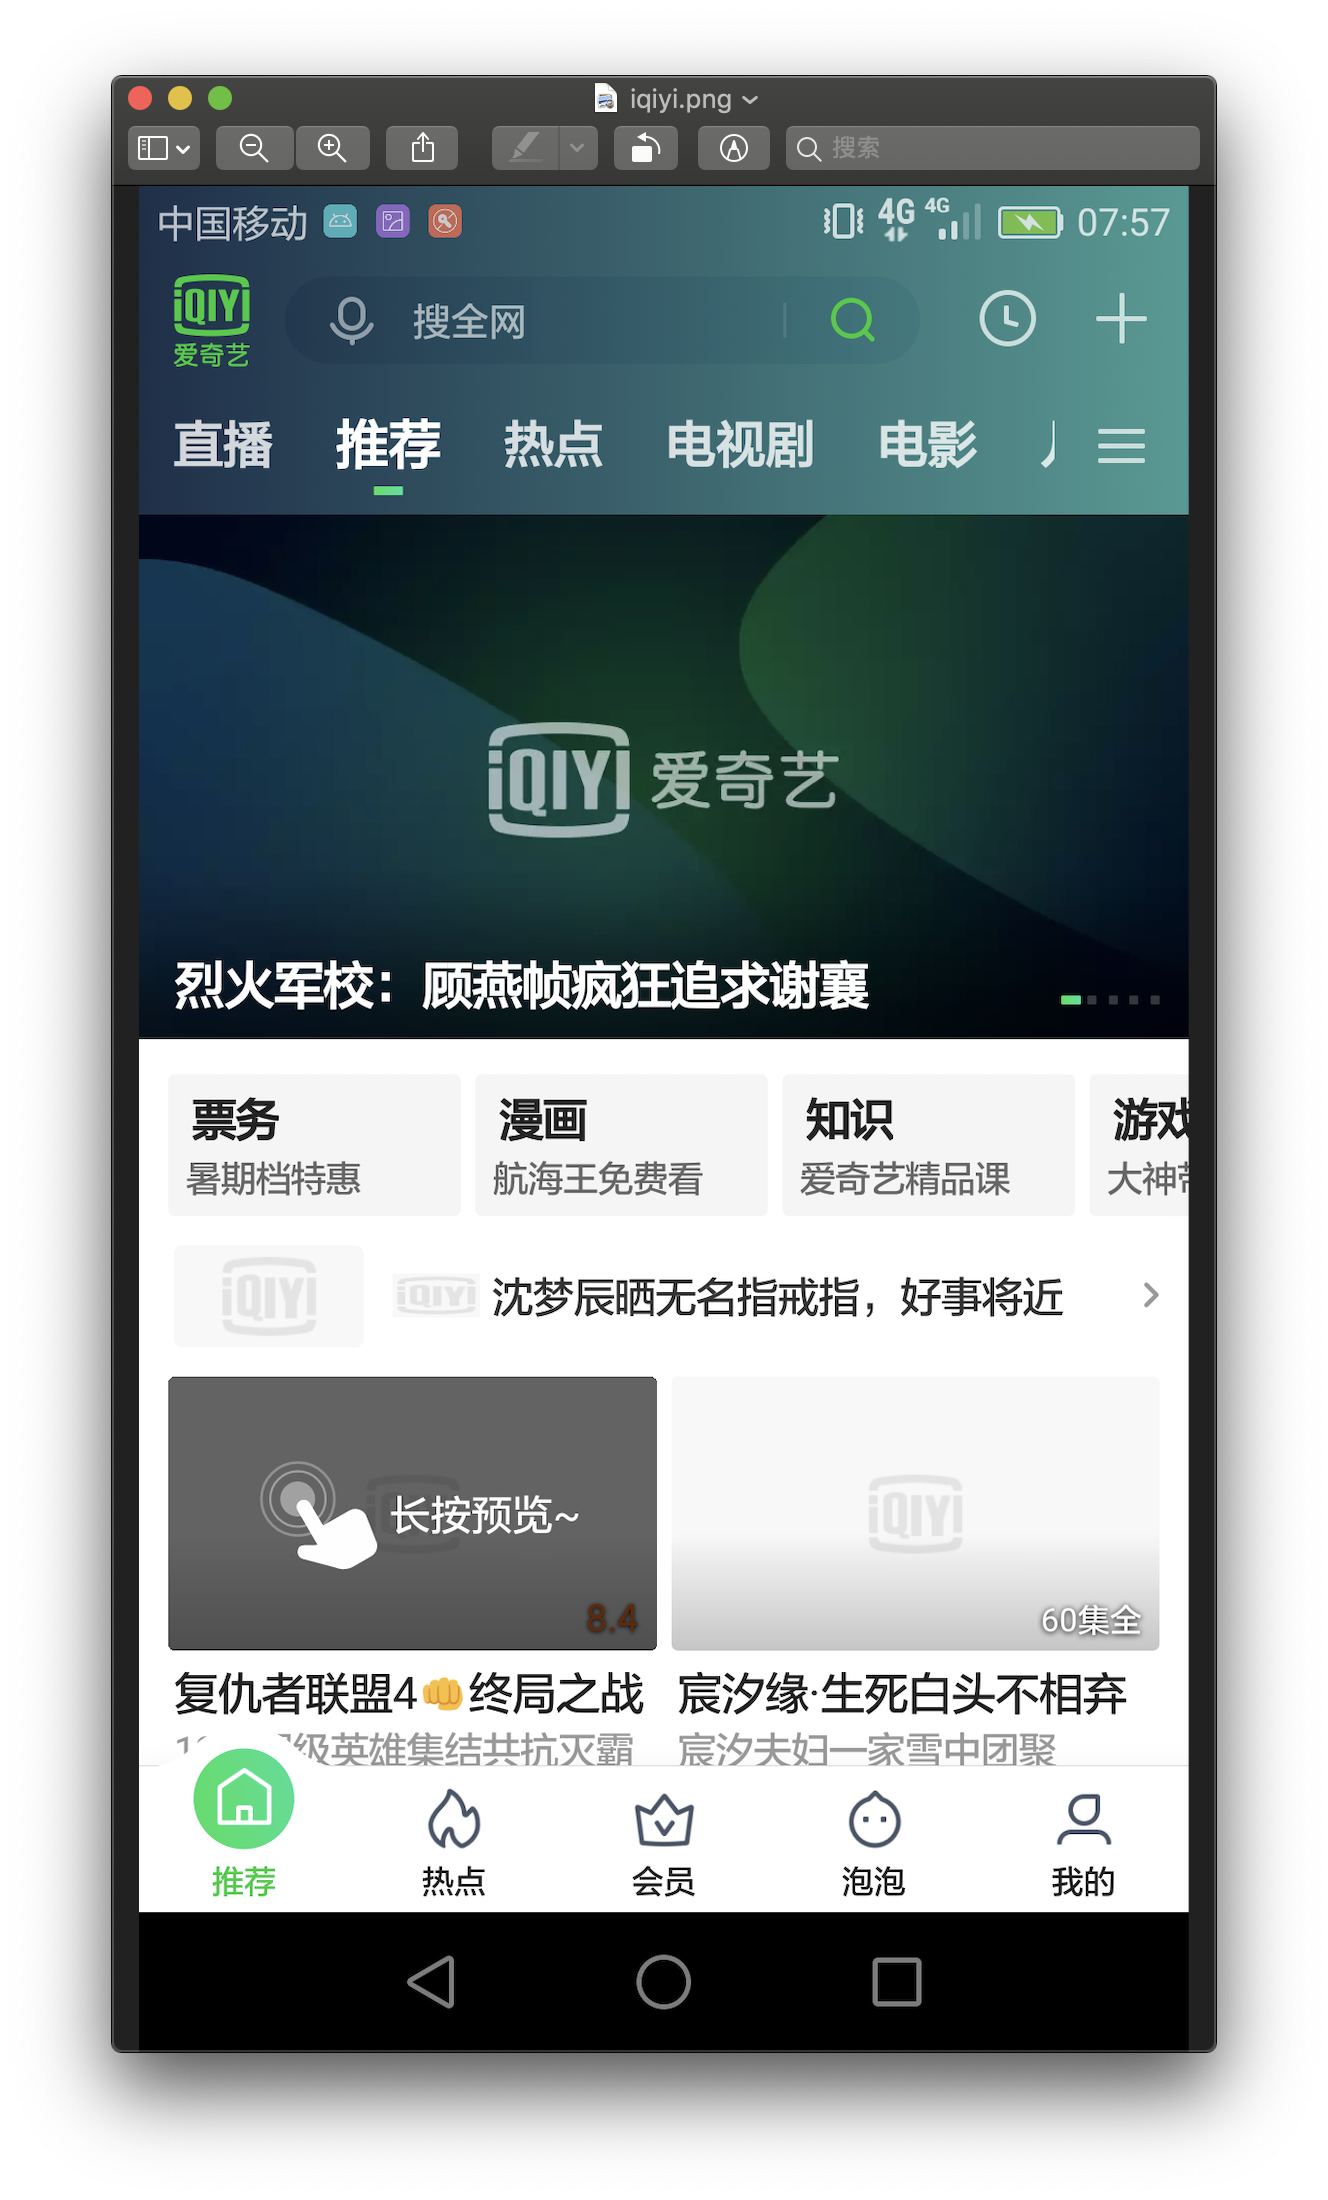 iqiyi.png
搜索
中国移动 4G 4G 07:57
iQIYI
爱奇艺
搜全网
直播 推荐 热点 电视剧 电影
iQIYI 爱奇艺
烈火军校：顾燕帧疯狂追求谢襄
票务 漫画 知识 游戏
暑期档特惠 航海王免费看 爱奇艺精品课 大神
iQIYI iQIYI 沈梦辰晒无名指戒指，好事将近
长按预览~ iQIYI
8.4 60集全
复仇者联盟4👊终局之战 宸汐缘·生死白头不相弃
级英雄集结共抗灭霸 宸汐夫妇一家雪中团聚
推荐 热点 会员 泡泡 我的